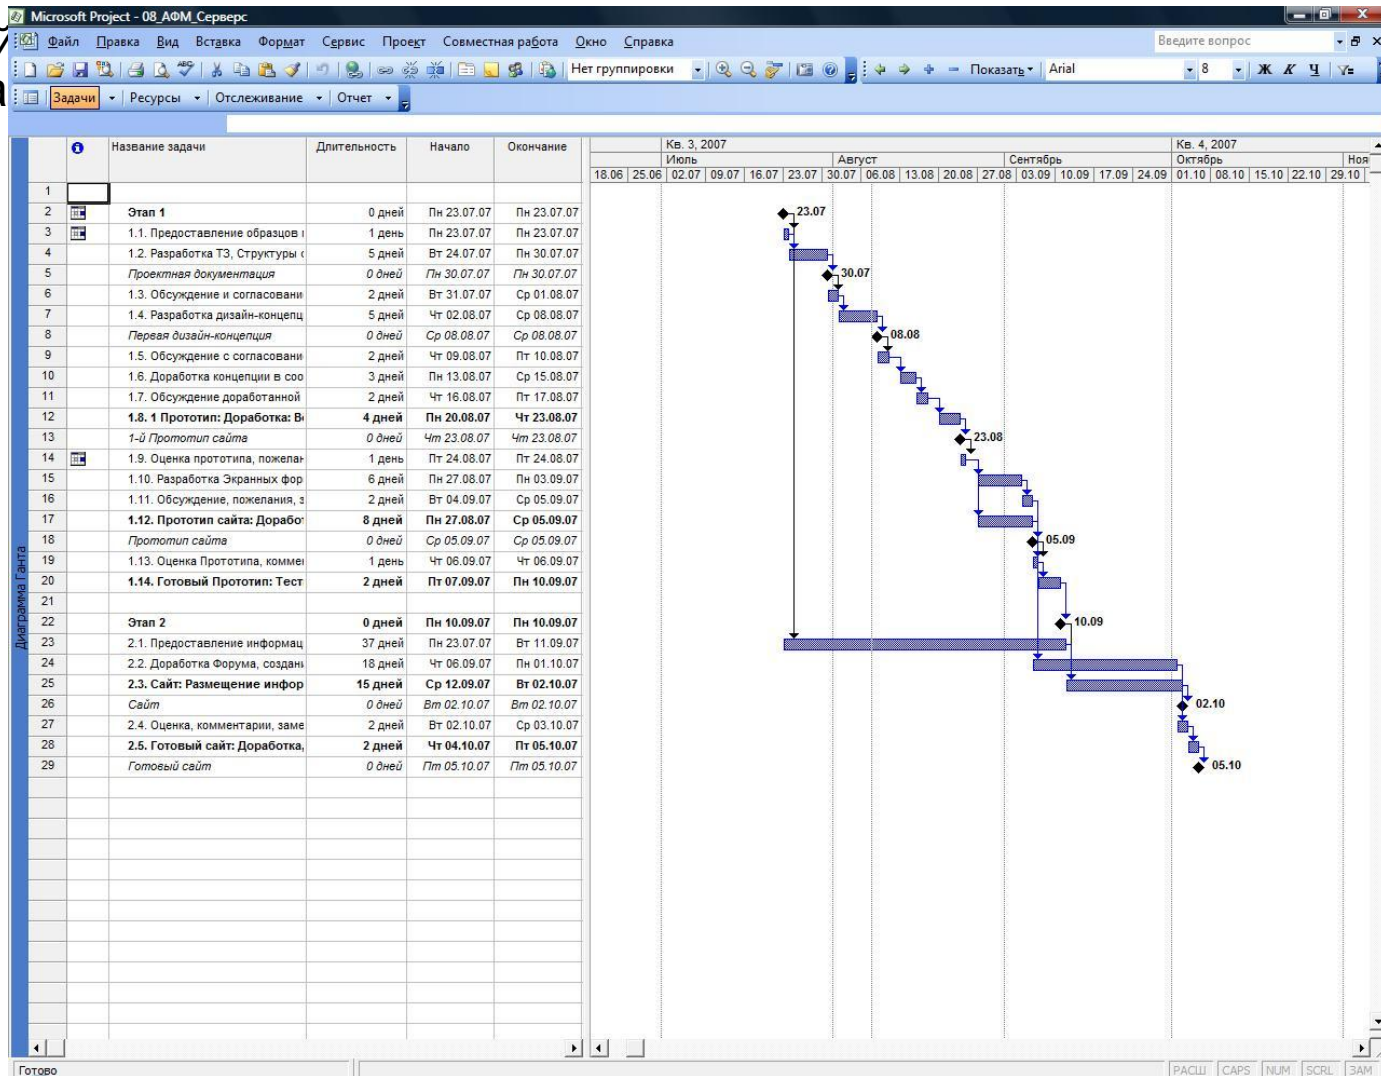 Microsoft Project - 08_АФМ_Серверс
й
Файл Правка Вид Вставка Формат Сервис Проект Совместная работа Окно Справка Введите вопрос
Нет группировки Показать Arial 8 Ж К Ч
а
Задачи Ресурсы Отслеживание Отчет
Название задачи Длительность Начало Окончание
Кв. 3, 2007 Кв. 4, 2007
Июль Август Сентябрь Октябрь Ноя
18.06 25.06 02.07 09.07 16.07 23.07 30.07 06.08 13.08 20.08 27.08 03.09 10.09 17.09 24.09 01.10 08.10 15.10 22.10 29.10
1
2 Этап 1 0 дней Пн 23.07.07 Пн 23.07.07 23.07
3 1.1. Предоставление образцов 1 день Пн 23.07.07 Пн 23.07.07
4 1.2. Разработка ТЗ, Структуры 5 дней Вт 24.07.07 Пн 30.07.07
5 Проектная документация 0 дней Пн 30.07.07 Пн 30.07.07 30.07
6 1.3. Обсуждение и согласовани 2 дней Вт 31.07.07 Ср 01.08.07
7 1.4. Разработка дизайн-концепц 5 дней Чт 02.08.07 Ср 08.08.07
8 Первая дизайн-концепция 0 дней Ср 08.08.07 Ср 08.08.07 08.08
9 1.5. Обсуждение с согласовани 2 дней Чт 09.08.07 Пт 10.08.07
10 1.6. Доработка концепции в соо 3 дней Пн 13.08.07 Ср 15.08.07
11 1.7. Обсуждение доработанной 2 дней Чт 16.08.07 Пт 17.08.07
12 1.8. 1 Прототип: Доработка: В 4 дней Пн 20.08.07 Чт 23.08.07
13 1-й Прототип сайта 0 дней Чт 23.08.07 Чт 23.08.07 23.08
14 1.9. Оценка прототипа, пожелан 1 день Пт 24.08.07 Пт 24.08.07
15 1.10. Разработка Экранных фор 6 дней Пн 27.08.07 Пн 03.09.07
16 1.11. Обсуждение, пожелания, з 2 дней Вт 04.09.07 Ср 05.09.07
17 1.12. Прототип сайта: Доработ 8 дней Пн 27.08.07 Ср 05.09.07
18 Прототип сайта 0 дней Ср 05.09.07 Ср 05.09.07 05.09
19 1.13. Оценка Прототипа, комме 1 день Чт 06.09.07 Чт 06.09.07
20 1.14. Готовый Прототип: Тест 2 дней Пт 07.09.07 Пн 10.09.07
21
22 Этап 2 0 дней Пн 10.09.07 Пн 10.09.07 10.09
23 2.1. Предоставление информац 37 дней Пн 23.07.07 Вт 11.09.07
24 2.2. Доработка Форума, создан 18 дней Чт 06.09.07 Пн 01.10.07
25 2.3. Сайт: Размещение инфор 15 дней Ср 12.09.07 Вт 02.10.07
26 Сайт 0 дней Вт 02.10.07 Вт 02.10.07 02.10
27 2.4. Оценка, комментарии, заме 2 дней Вт 02.10.07 Ср 03.10.07
28 2.5. Готовый сайт: Доработка, 2 дней Чт 04.10.07 Пт 05.10.07
29 Готовый сайт 0 дней Пт 05.10.07 Пт 05.10.07 05.10
Диаграмма Ганта
Готово РАСШ CAPS NUM SCRL ЗАМ